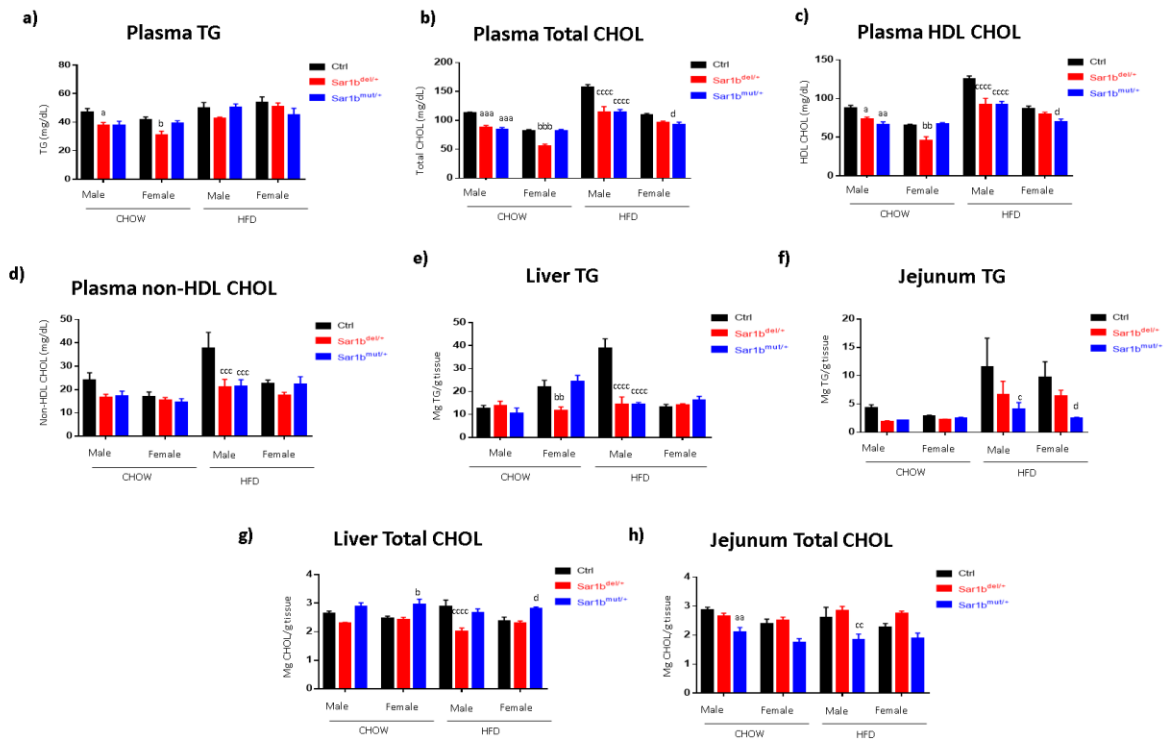 a)
Plasma TG
Ctrl
Sar1b^del/+
Sar1b^mut/+
TG (mg/dL)
80
60
40
20
0
a
b
Male
Female
Male
Female
CHOW
HFD
b)
Plasma Total CHOL
Ctrl
Sar1b^del/+
Sar1b^mut/+
Total CHOL (mg/dL)
200
150
100
50
0
aaa
aaa
bbb
cccc
cccc
d
Male
Female
Male
Female
CHOW
HFD
c)
Plasma HDL CHOL
Ctrl
Sar1b^del/+
Sar1b^mut/+
HDL CHOL (mg/dL)
150
100
50
0
a
aa
bb
cccc
cccc
d
Male
Female
Male
Female
CHOW
HFD
d)
Plasma non-HDL CHOL
Ctrl
Sar1b^del/+
Sar1b^mut/+
Non-HDL CHOL (mg/dL)
50
40
30
20
10
0
ccc
ccc
Male
Female
Male
Female
CHOW
HFD
e)
Liver TG
Ctrl
Sar1b^del/+
Sar1b^mut/+
Mg TG/g tissue
50
40
30
20
10
0
bb
cccc
cccc
Male
Female
Male
Female
CHOW
HFD
f)
Jejunum TG
Ctrl
Sar1b^del/+
Sar1b^mut/+
Mg TG/g tissue
20
15
10
5
0
c
d
Male
Female
Male
Female
CHOW
HFD
g)
Liver Total CHOL
Ctrl
Sar1b^del/+
Sar1b^mut/+
Mg CHOL/g tissue
4
3
2
1
0
b
cccc
d
Male
Female
Male
Female
CHOW
HFD
h)
Jejunum Total CHOL
Ctrl
Sar1b^del/+
Sar1b^mut/+
Mg CHOL/g tissue
4
3
2
1
0
aa
cc
Male
Female
Male
Female
CHOW
HFD